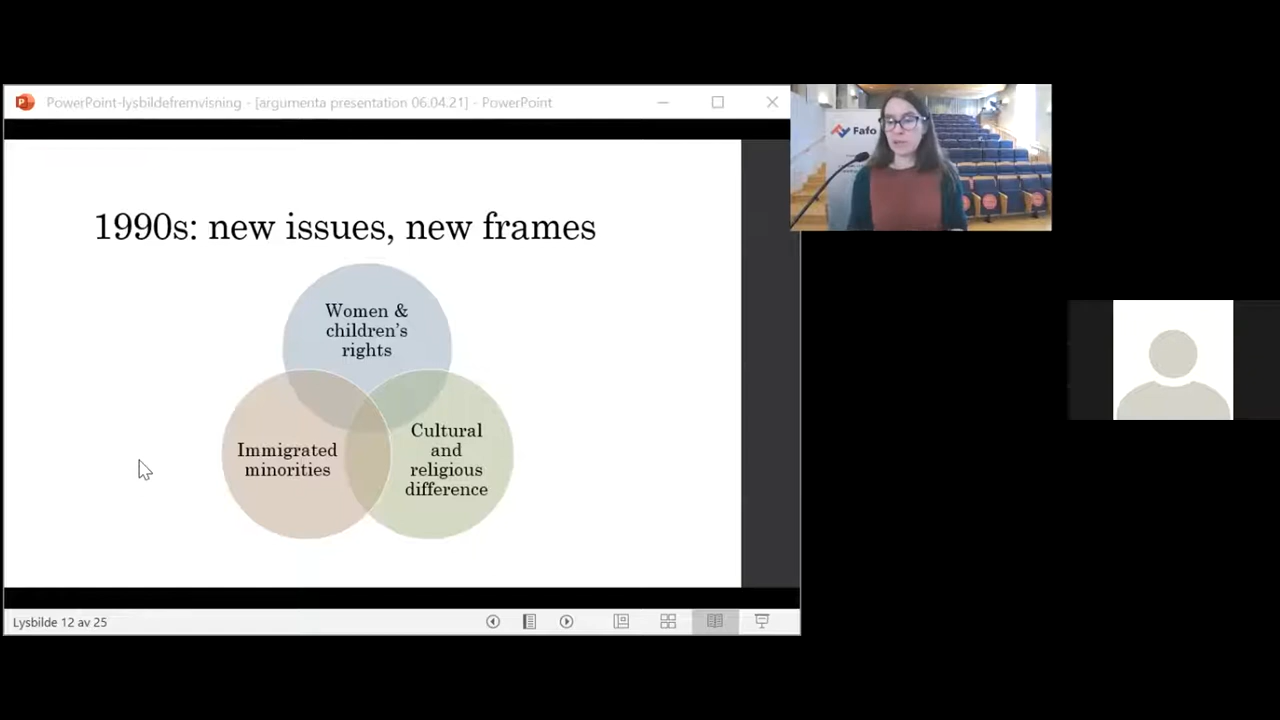 PowerPoint-lysbildefremvisning - [argumenta presentation 06.04.21] - PowerPoint
Fafo
1990s: new issues, new frames
Women &
children's
rights
Immigrated
minorities
Cultural
and
religious
difference
Lysbilde 12 av 25